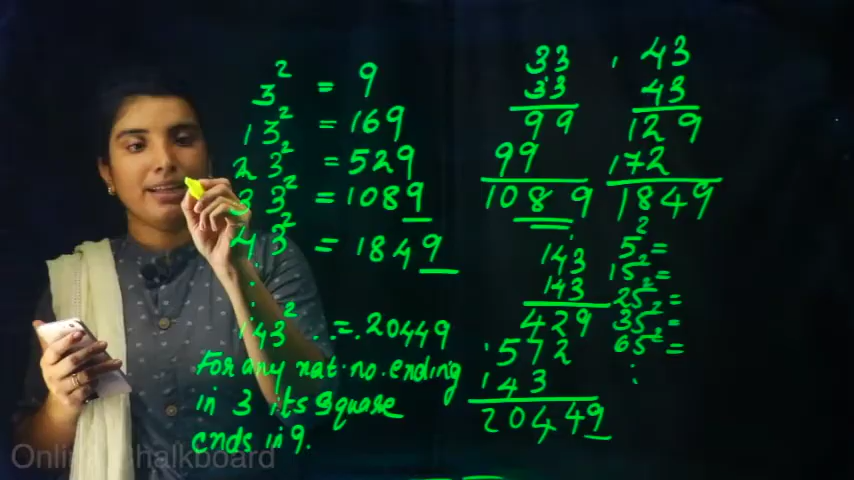 3² = 9
13² = 169
23² = 529
33² = 1089
43² = 1849
:
143² ..=. 20449
For any nat. no. ending
in 3 its square
ends in 9.
33
33
99
99
1089
43
43
129
172
1849
143
143
429
572
143
20449
5² =
15² =
25² =
35² =
65² =
:
Online Chalkboard